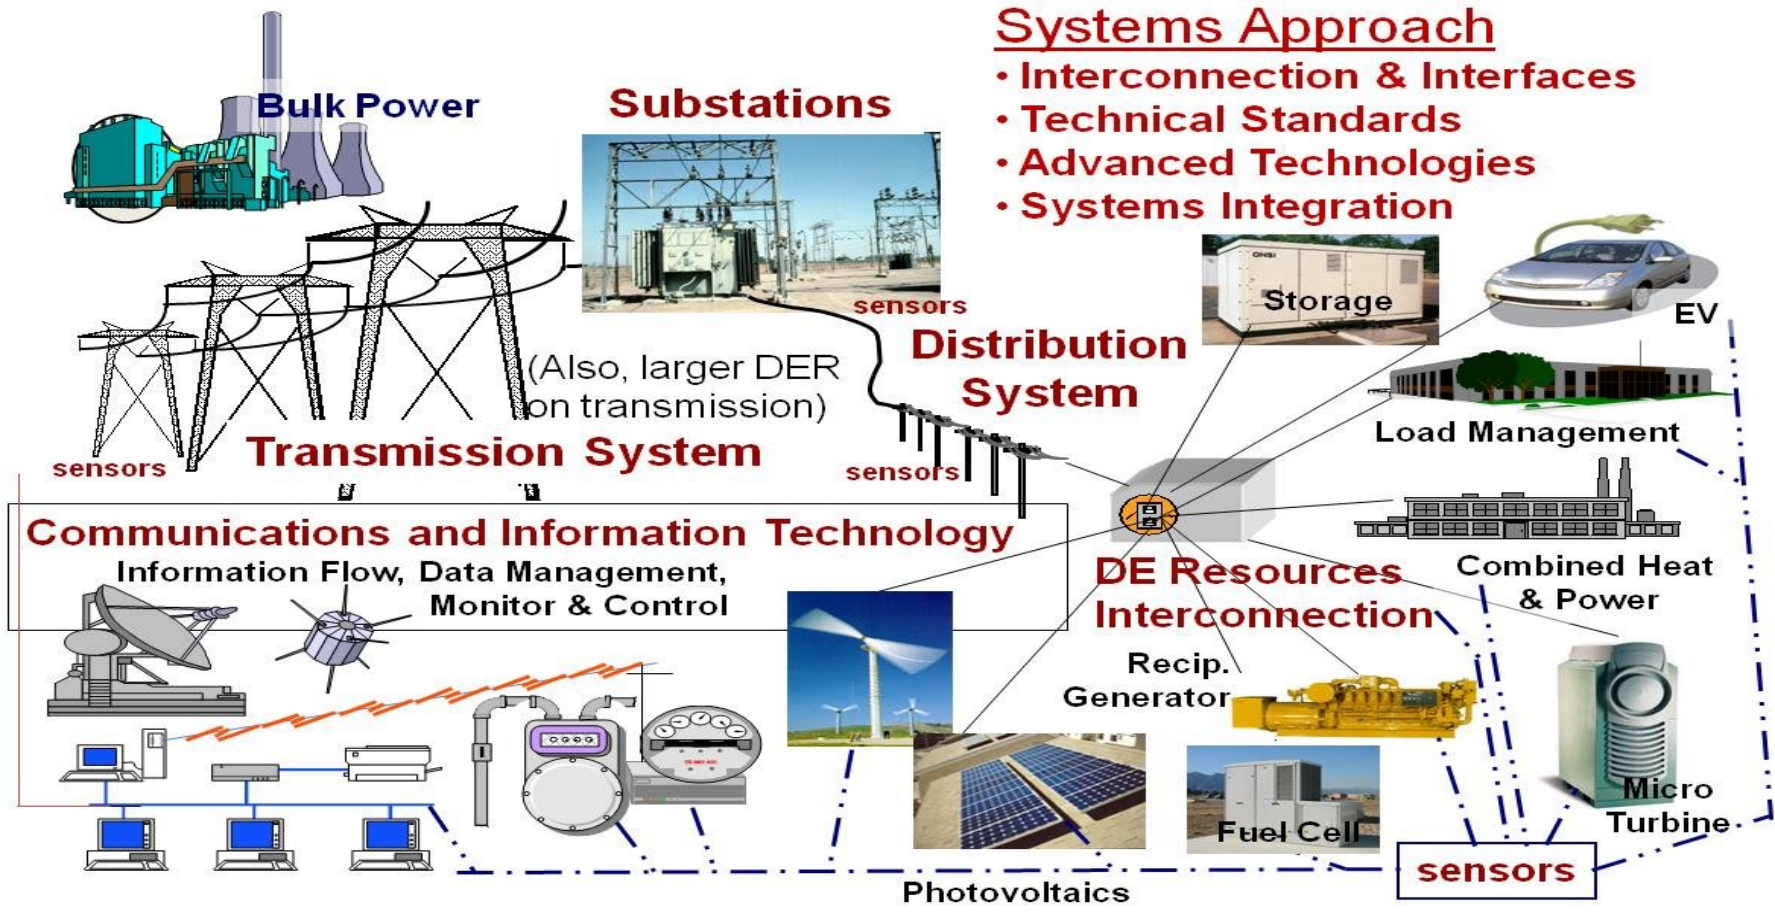 Systems Approach
• Interconnection & Interfaces
• Technical Standards
• Advanced Technologies
• Systems Integration
Bulk Power
Substations
ONSI
Storage
EV
sensors
Distribution
System
(Also, larger DER
on transmission)
Load Management
Transmission System
sensors
sensors
Communications and Information Technology
Information Flow, Data Management,
Monitor & Control
DE Resources
Interconnection
Combined Heat
& Power
Recip.
Generator
Micro
Turbine
Fuel Cell
sensors
Photovoltaics